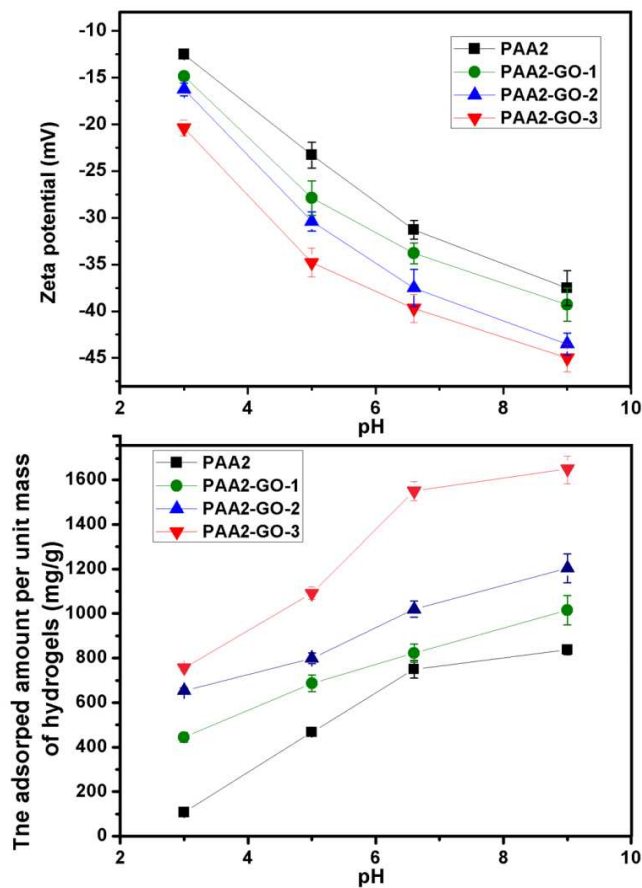 -10
-15
-20
-25
-30
-35
-40
-45
Zeta potential (mV)
PAA2
PAA2-GO-1
PAA2-GO-2
PAA2-GO-3
2
4
6
8
10
pH
1600
1400
1200
1000
800
600
400
200
0
The adsorped amount per unit mass
of hydrogels (mg/g)
PAA2
PAA2-GO-1
PAA2-GO-2
PAA2-GO-3
2
4
6
8
10
pH